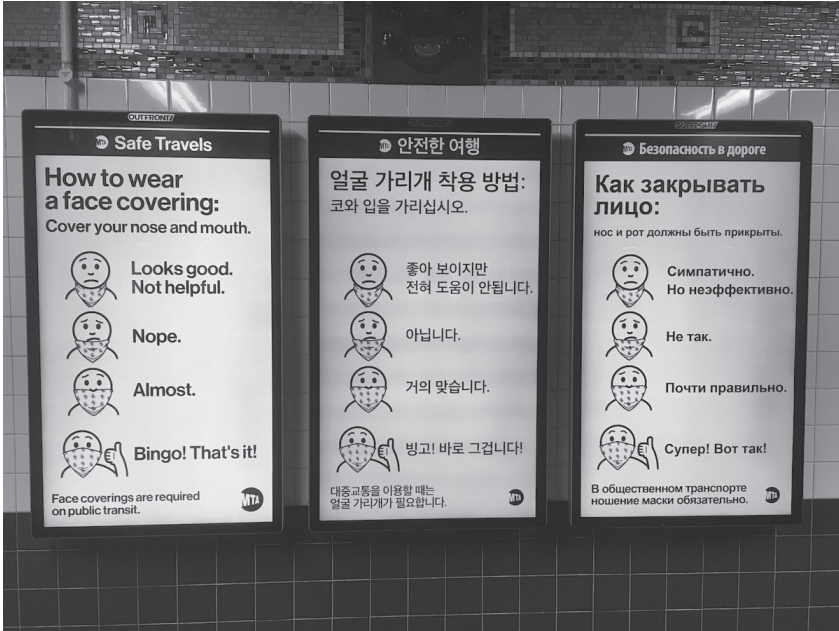 OUTFRONT/
MTA Safe Travels
How to wear
a face covering:
Cover your nose and mouth.
Looks good.
Not helpful.
Nope.
Almost.
Bingo! That's it!
Face coverings are required
on public transit.
MTA
OUTFRONT/
MTA 안전한 여행
얼굴 가리개 착용 방법:
코와 입을 가리십시오.
좋아 보이지만
전혀 도움이 안됩니다.
아닙니다.
거의 맞습니다.
빙고! 바로 그겁니다!
대중교통을 이용할 때는
얼굴 가리개가 필요합니다.
MTA
OUTFRONT/
MTA Безопасность в дороге
Как закрывать
лицо:
нос и рот должны быть прикрыты.
Симпатично.
Но неэффективно.
Не так.
Почти правильно.
Супер! Вот так!
В общественном транспорте
ношение маски обязательно.
MTA